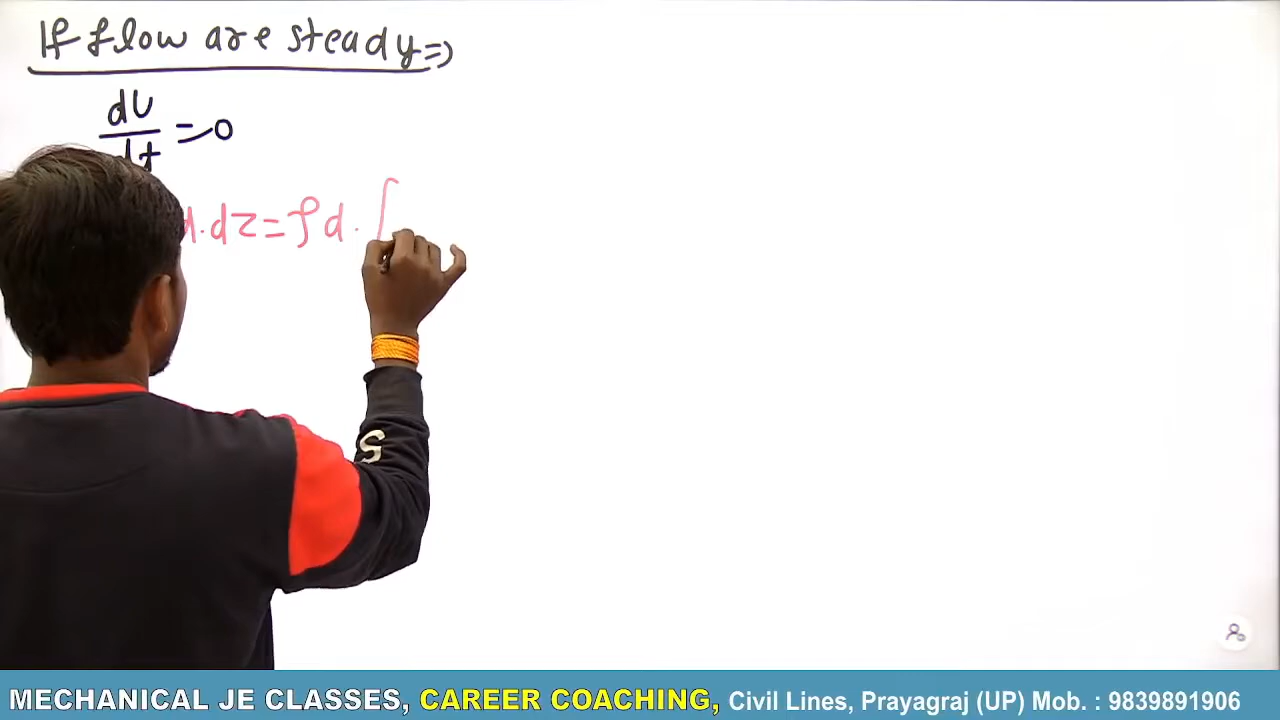 If flow are steady ⇒
dU/dt = 0
d.dz = ρd. ∫
S
MECHANICAL JE CLASSES, CAREER COACHING, Civil Lines, Prayagraj (UP) Mob. : 9839891906